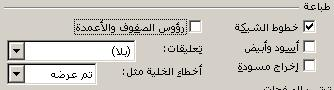 طباعة
خطوط الشبكة
رؤوس الصفوف والأعمدة
أسود وأبيض
تعليقات:
(بلا)
إخراج مسودة
أخطاء الخلية مثل:
تم عرضه